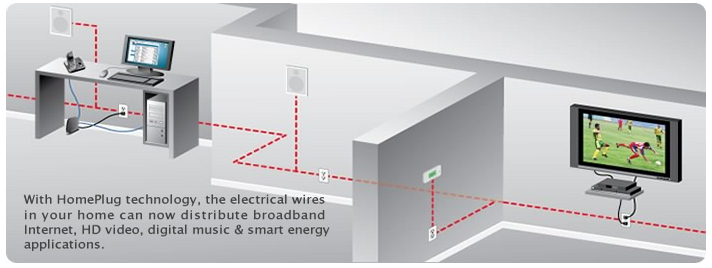 With HomePlug technology, the electrical wires
in your home can now distribute broadband
Internet, HD video, digital music & smart energy
applications.